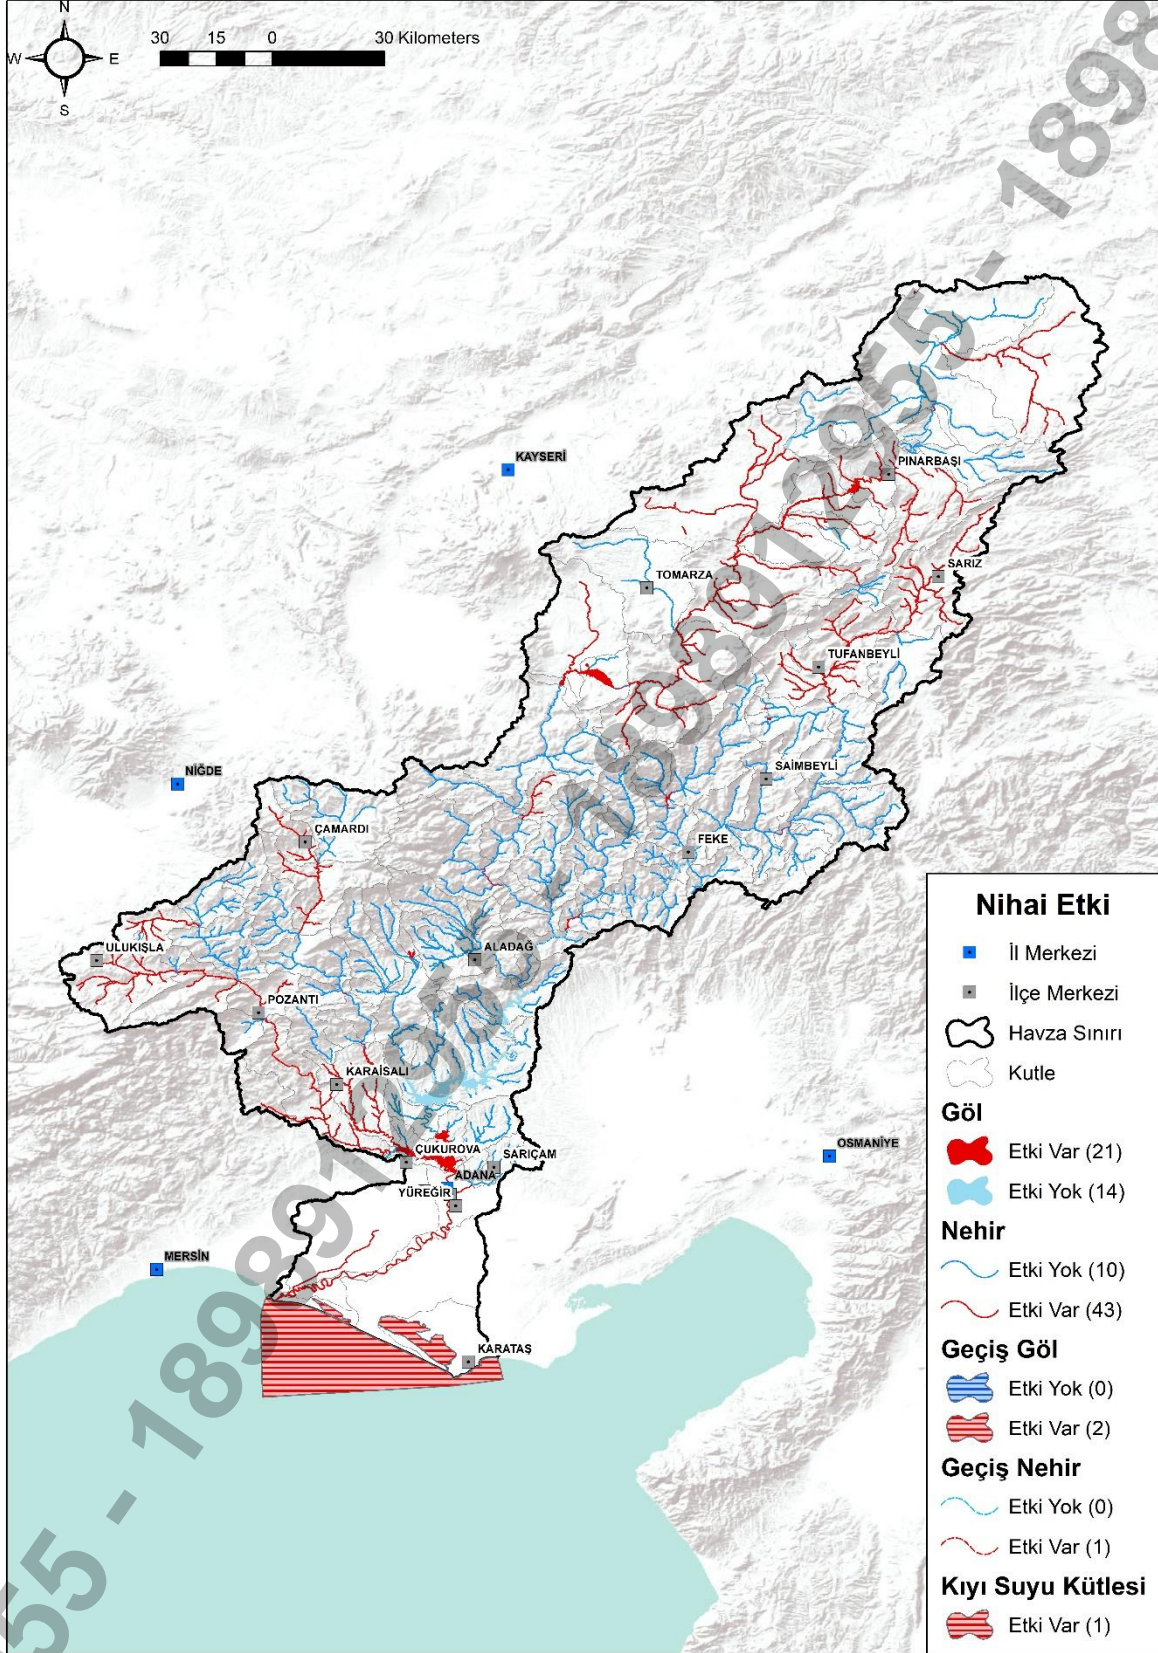 N
W
E
S
30 15 0 30 Kilometers
KAYSERİ
PINARBAŞI
SARIZ
TOMARZA
TUFANBEYLİ
SAİMBEYLİ
NİĞDE
ÇAMARDI
FEKE
ULUKIŞLA
ALADAĞ
POZANTI
KARAİSALI
ÇUKUROVA
SARIÇAM
ADANA
YÜREĞİR
OSMANİYE
MERSİN
KARATAŞ
Nihai Etki
İl Merkezi
İlçe Merkezi
Havza Sınırı
Kutle
Göl
Etki Var (21)
Etki Yok (14)
Nehir
Etki Yok (10)
Etki Var (43)
Geçiş Göl
Etki Yok (0)
Etki Var (2)
Geçiş Nehir
Etki Yok (0)
Etki Var (1)
Kıyı Suyu Kütlesi
Etki Var (1)